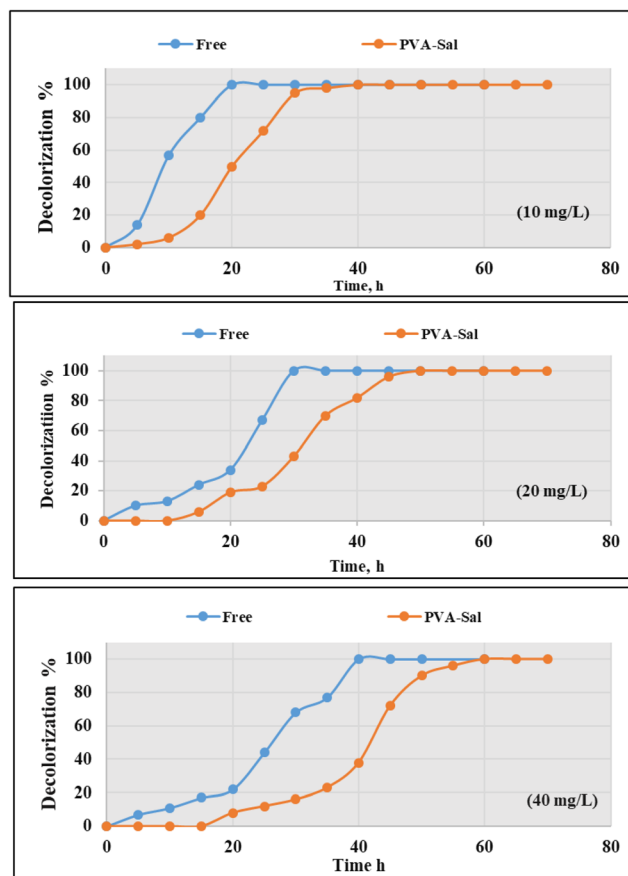 Free PVA-Sal
Decolorization %
100
80
60
40
20
0
(10 mg/L)
0 20 40 60 80
Time, h
Free PVA-Sal
Decolorizatiion %
100
80
60
40
20
0
(20 mg/L)
0 20 40 60 80
Time, h
Free PVA-Sal
Decolorization %
100
80
60
40
20
0
(40 mg/L)
0 20 40 60 80
Time h